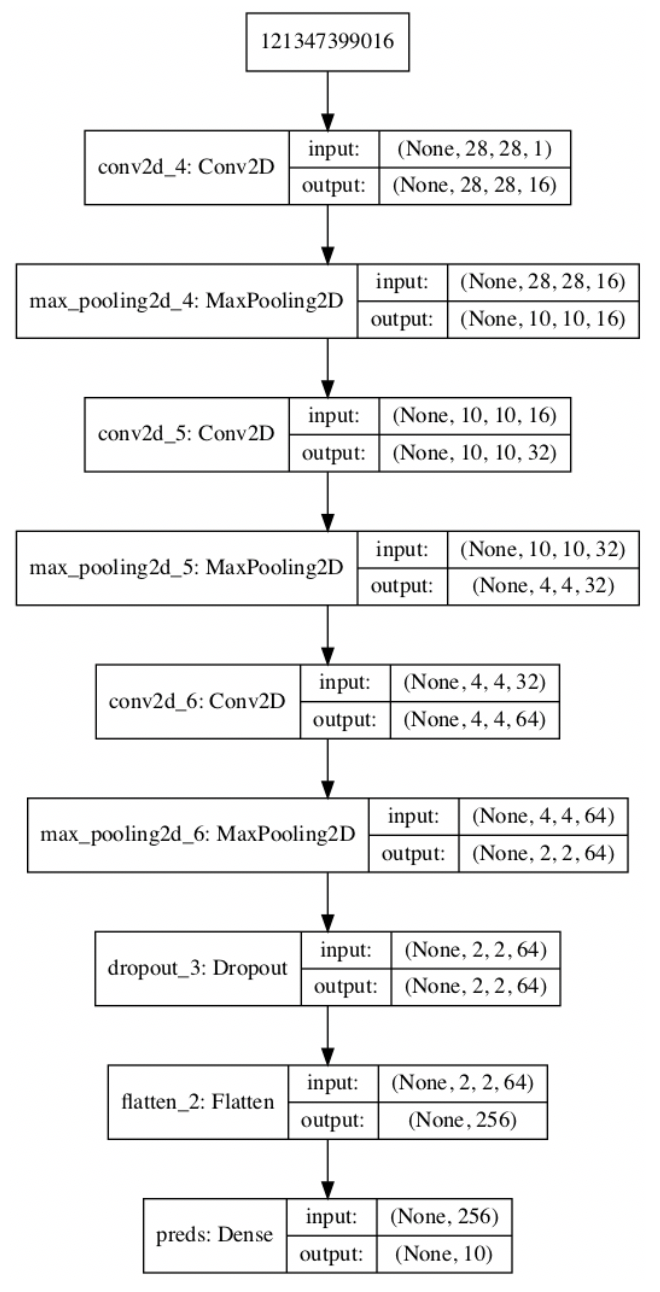 121347399016
conv2d_4: Conv2D
input: (None, 28, 28, 1)
output: (None, 28, 28, 16)
max_pooling2d_4: MaxPooling2D
input: (None, 28, 28, 16)
output: (None, 10, 10, 16)
conv2d_5: Conv2D
input: (None, 10, 10, 16)
output: (None, 10, 10, 32)
max_pooling2d_5: MaxPooling2D
input: (None, 10, 10, 32)
output: (None, 4, 4, 32)
conv2d_6: Conv2D
input: (None, 4, 4, 32)
output: (None, 4, 4, 64)
max_pooling2d_6: MaxPooling2D
input: (None, 4, 4, 64)
output: (None, 2, 2, 64)
dropout_3: Dropout
input: (None, 2, 2, 64)
output: (None, 2, 2, 64)
flatten_2: Flatten
input: (None, 2, 2, 64)
output: (None, 256)
preds: Dense
input: (None, 256)
output: (None, 10)